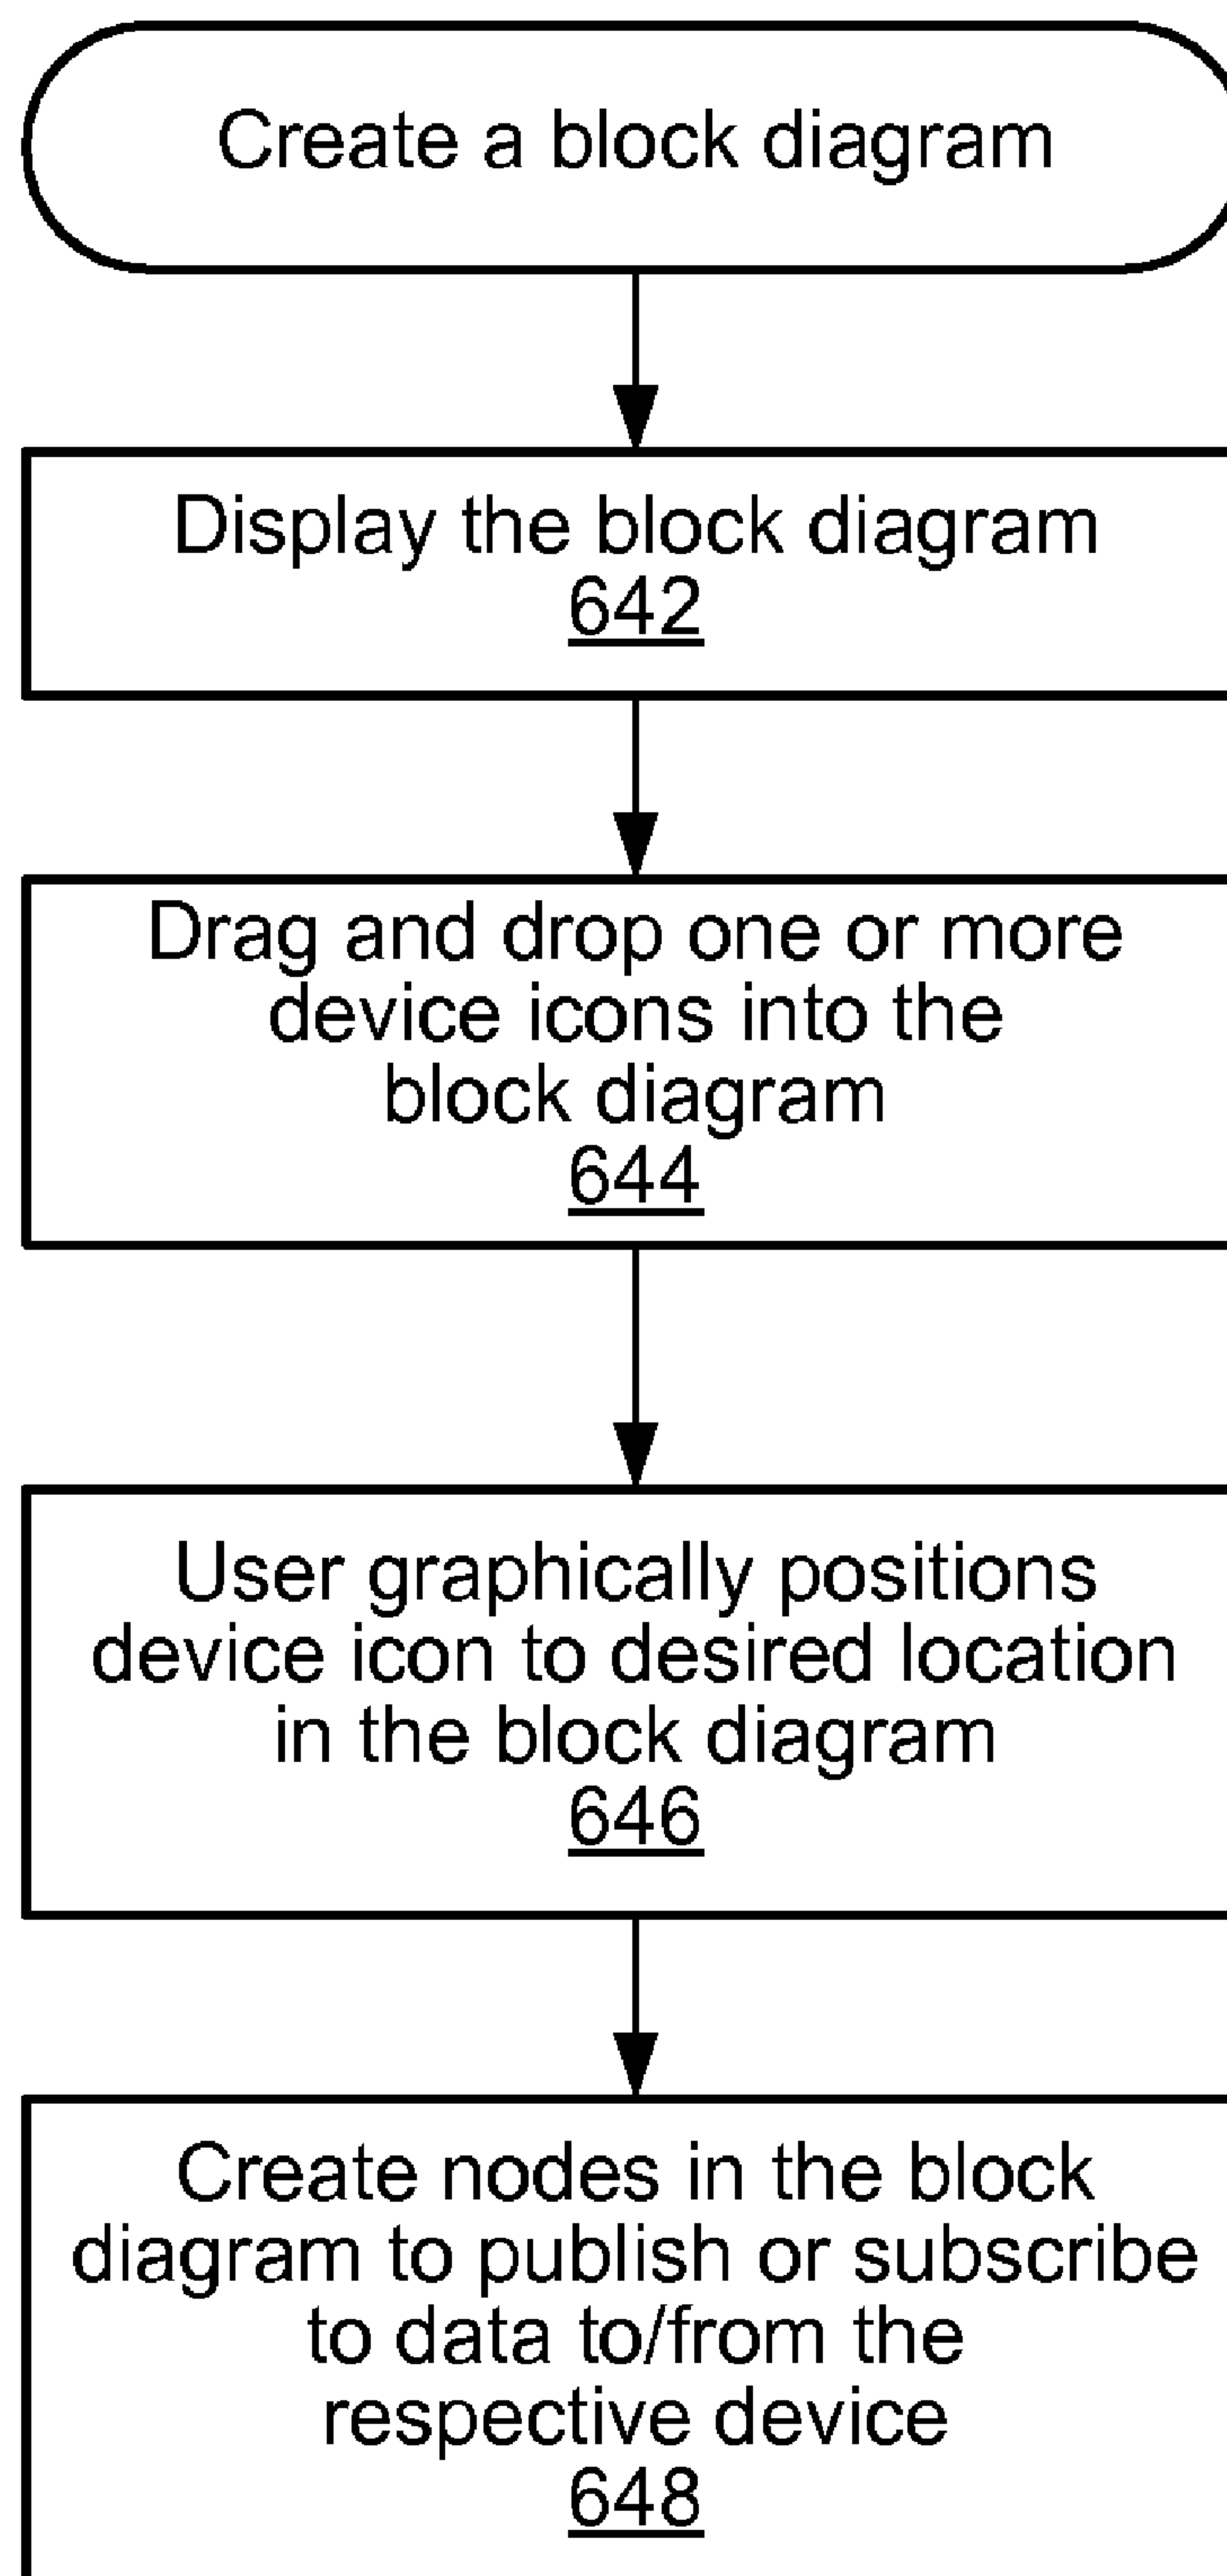 Create a block diagram
Display the block diagram
642
Drag and drop one or more
device icons into the
block diagram
644
User graphically positions
device icon to desired location
in the block diagram
646
Create nodes in the block
diagram to publish or subscribe
to data to/from the
respective device
648